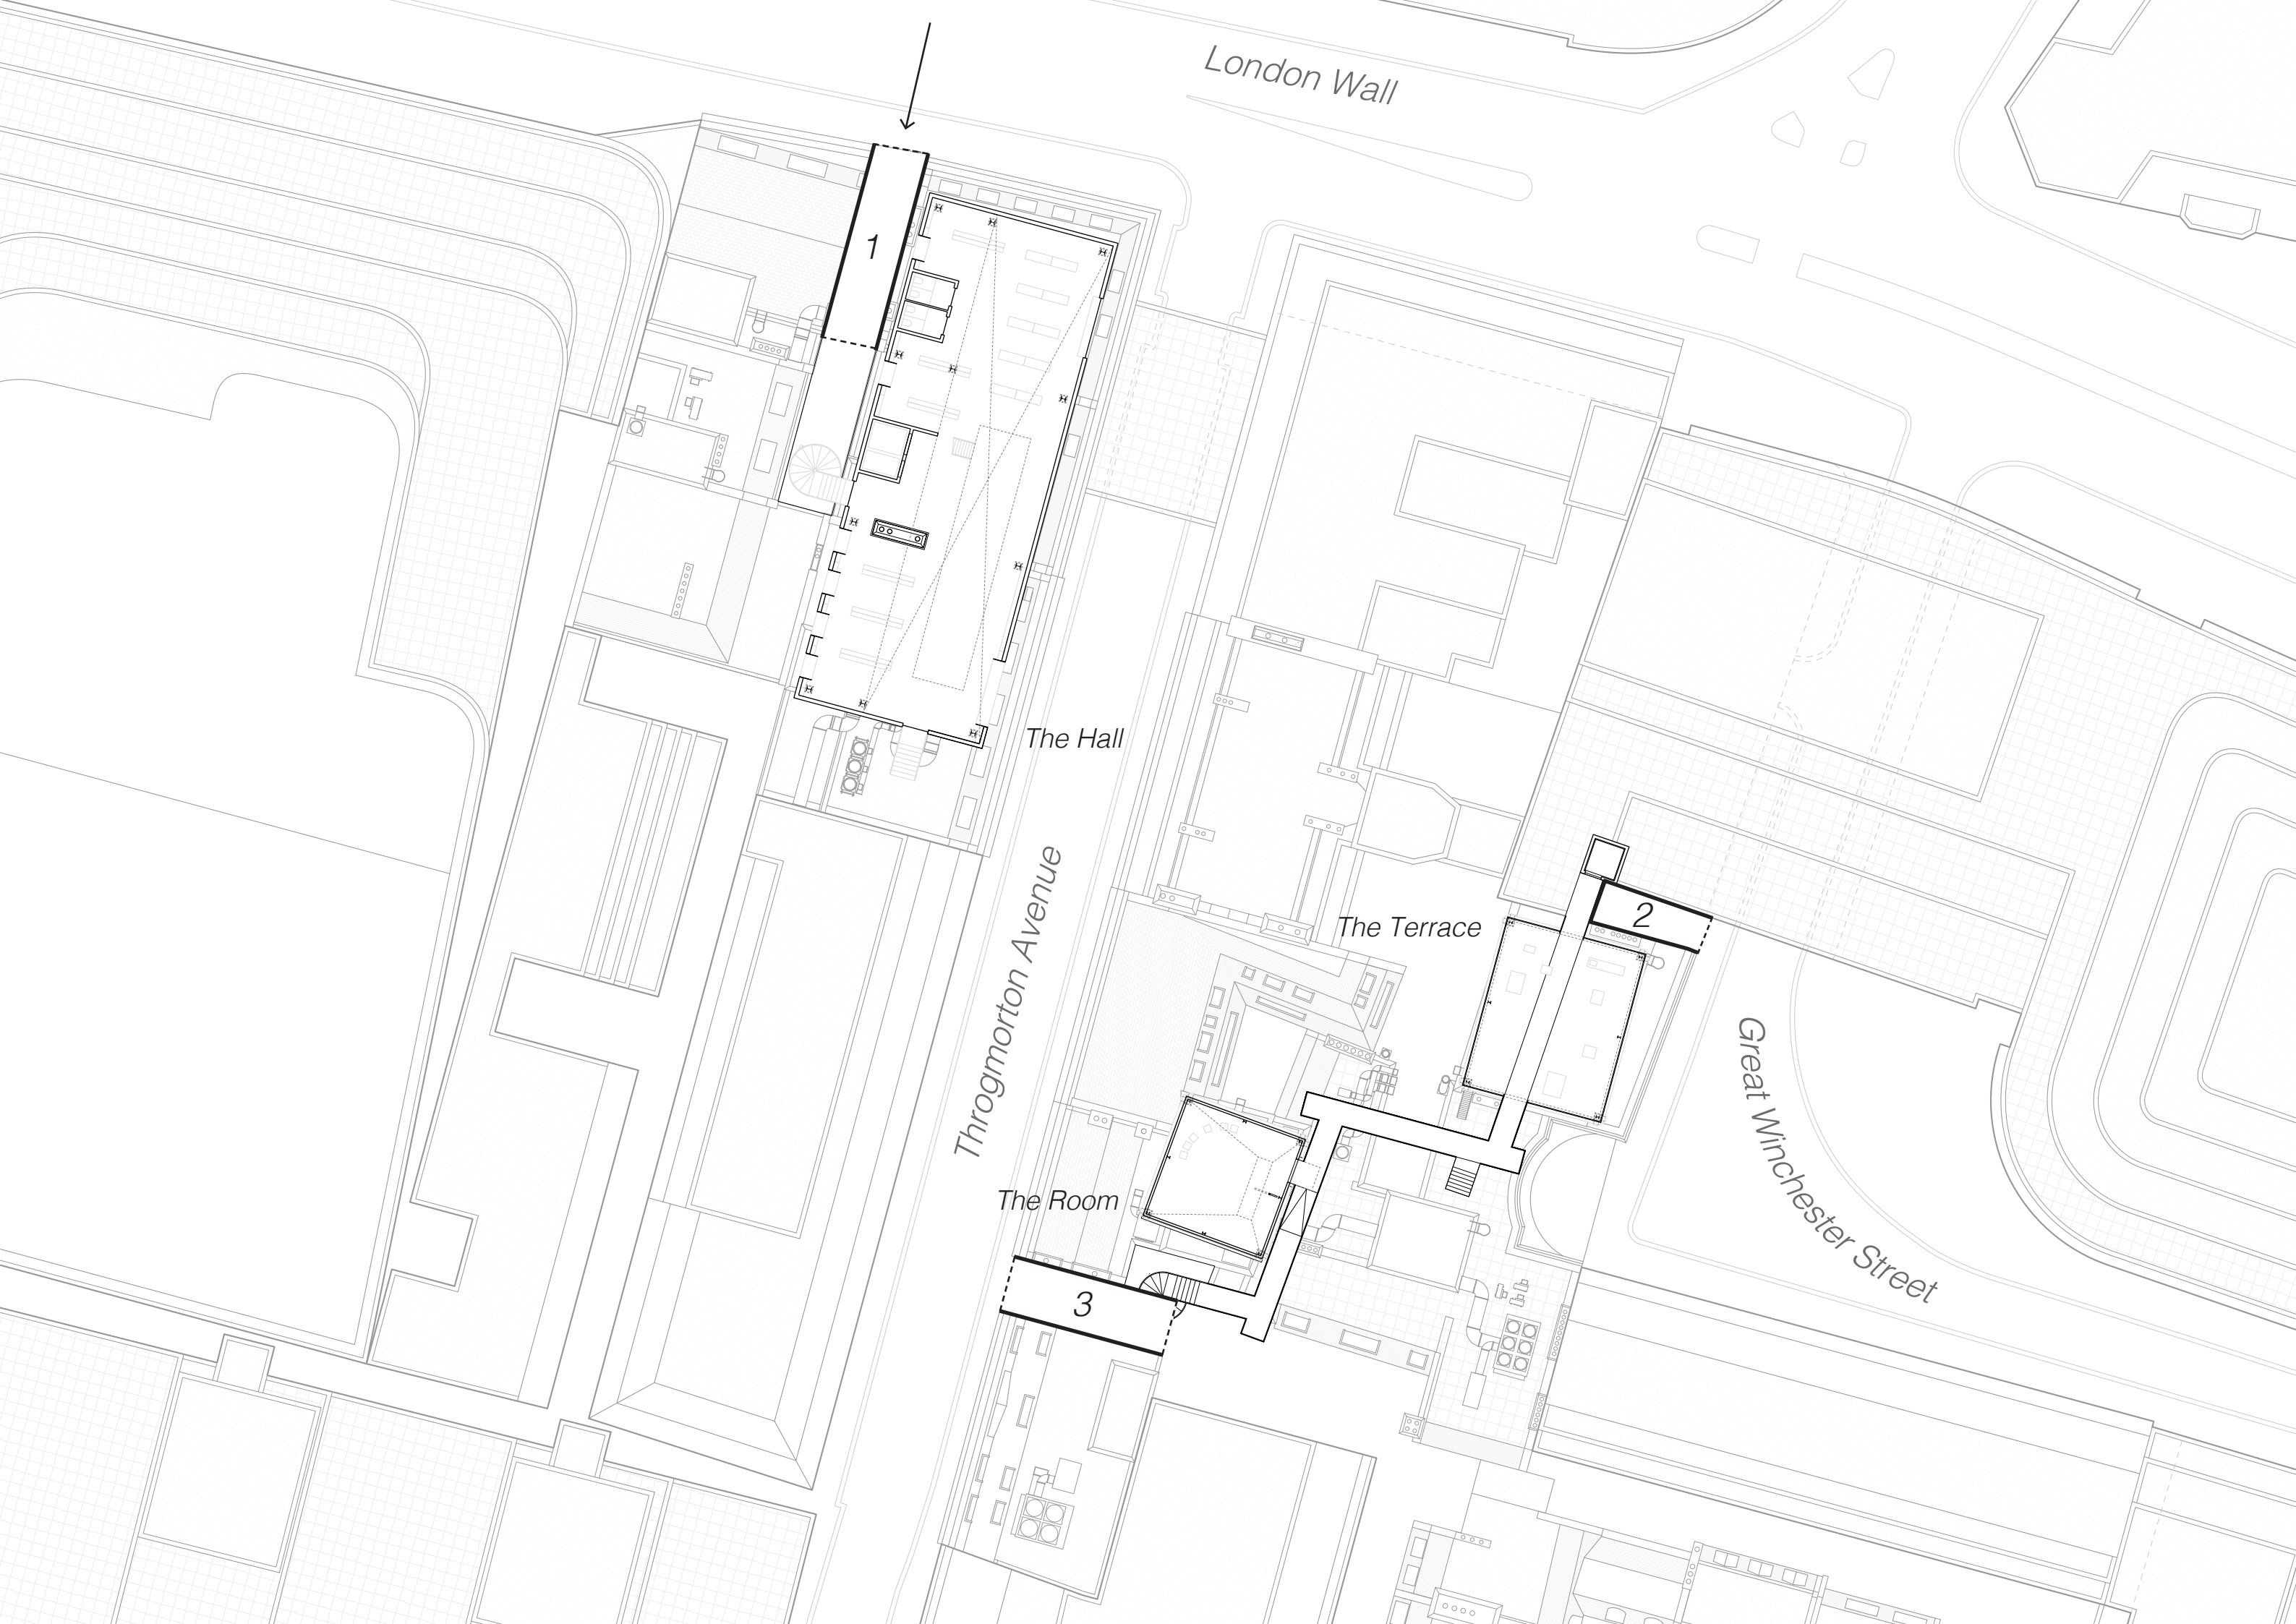 London Wall
1
The Hall
Throgmorton Avenue
The Terrace
2
Great Winchester Street
The Room
3